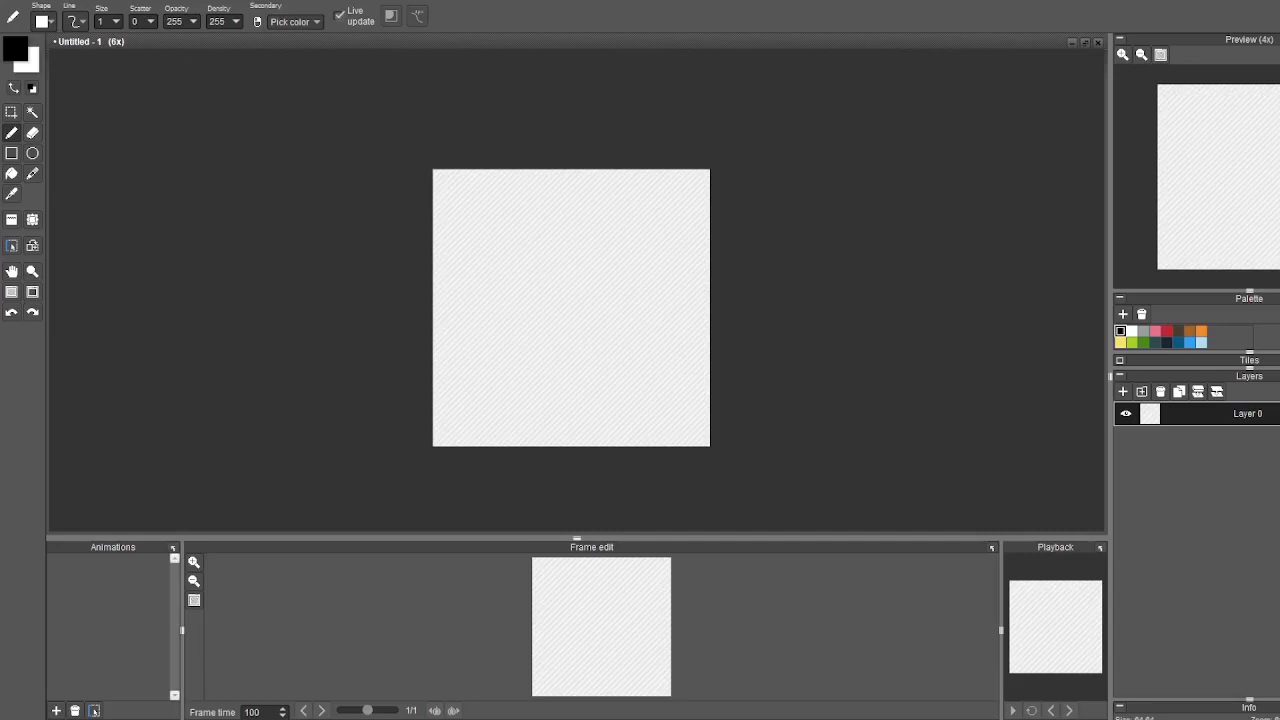 Shape Line Size Scatter Opacity Density Secondary
1 0 255 255 Pick color Live update
• Untitled - 1 (6x)
Preview (4x)
Palette
Tiles
Layers
Layer 0
Animations
Frame edit
Playback
Frame time 100 1/1
Info